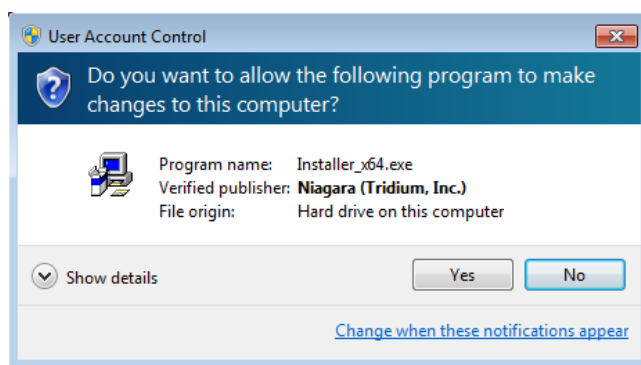 User Account Control
Do you want to allow the following program to make
changes to this computer?
Program name: Installer_x64.exe
Verified publisher: Niagara (Tridium, Inc.)
File origin: Hard drive on this computer
Show details
Yes
No
Change when these notifications appear